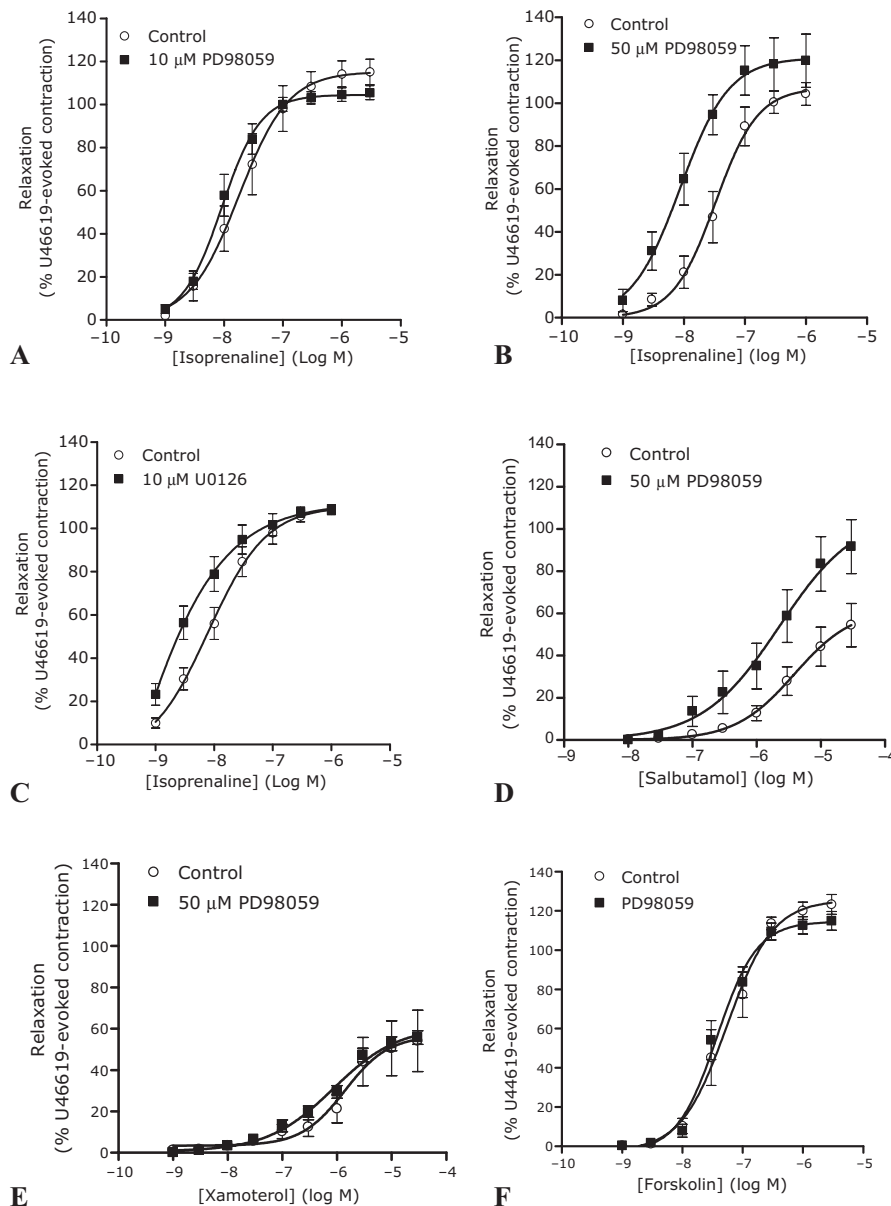 140
120
100
80
60
40
20
0
Relaxation
(% U46619-evoked contraction)
Control
10 μM PD98059
−10 −9 −8 −7 −6 −5
[Isoprenaline] (Log M)
A
140
120
100
80
60
40
20
0
Relaxation
(% U46619-evoked contraction)
Control
50 μM PD98059
−10 −9 −8 −7 −6 −5
[Isoprenaline] (log M)
B
140
120
100
80
60
40
20
0
Relaxation
(% U46619-evoked contraction)
Control
10 μM U0126
−10 −9 −8 −7 −6 −5
[Isoprenaline] (Log M)
C
140
120
100
80
60
40
20
0
Relaxation
(% U46619-evoked contraction)
Control
50 μM PD98059
−9 −8 −7 −6 −5 −4
[Salbutamol] (log M)
D
140
120
100
80
60
40
20
0
Relaxation
(% U46619-evoked contraction)
Control
50 μM PD98059
−10 −9 −8 −7 −6 −5 −4
[Xamoterol] (log M)
E
140
120
100
80
60
40
20
0
Relaxation
(% U44619-evoked contraction)
Control
PD98059
−10 −9 −8 −7 −6 −5
[Forskolin] (log M)
F